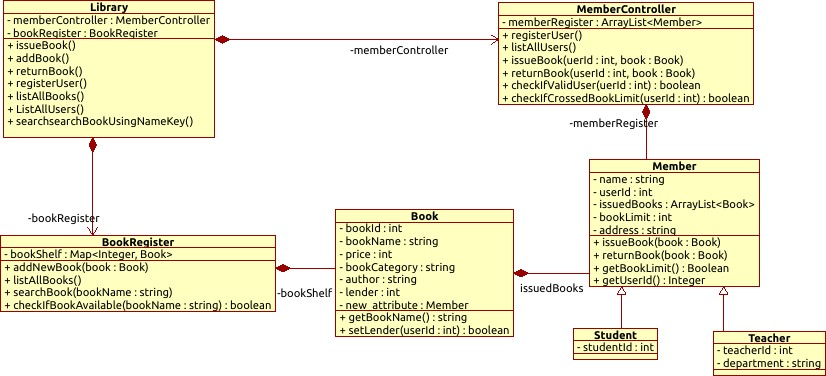 Library
- memberController : MemberController
- bookRegister : BookRegister
+ issueBook()
+ addBook()
+ returnBook()
+ registerUser()
+ listAllBooks()
+ ListAllUsers()
+ searchsearchBookUsingNameKey()
-memberController
MemberController
- memberRegister : ArrayList<Member>
+ registerUser()
+ listAllUsers()
+ issueBook(uerId : int, book : Book)
+ returnBook(userId : int, book : Book)
+ checkIfValidUser(uerId : int) : boolean
+ checkIfCrossedBookLimit(userId : int) : boolean
-memberRegister
Member
- name : string
- userId : int
- issuedBooks : ArrayList<Book>
- bookLimit : int
- address : string
+ issueBook(book : Book)
+ returnBook(book : Book)
+ getBookLimit() : Boolean
+ getUserId() : Integer
-bookRegister
BookRegister
- bookShelf : Map<Integer, Book>
+ addNewBook(book : Book)
+ listAllBooks()
+ searchBook(bookName : string)
+ checkIfBookAvailable(bookName : string) : boolean
-bookShelf
Book
- bookId : int
- bookName : string
- price : int
- bookCategory : string
- author : string
- lender : int
- new_attribute : Member
+ getBookName() : string
+ setLender(userId : int) : boolean
issuedBooks
Student
- studentId : int
Teacher
- teacherId : int
- department : string